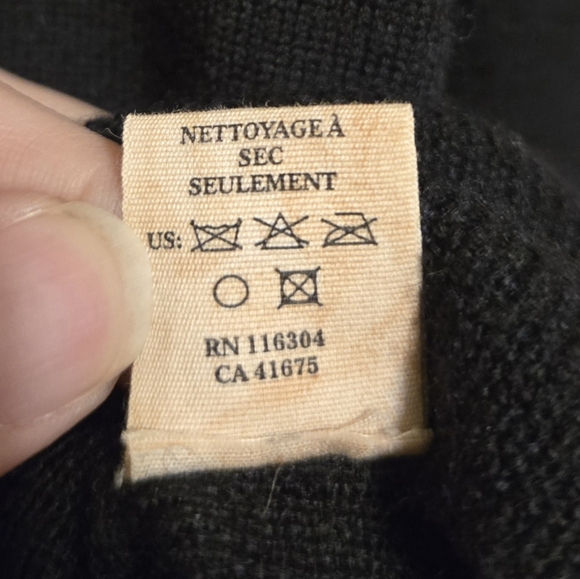 NETTOYAGE À
SEC
SEULEMENT
US:
RN 116304
CA 41675